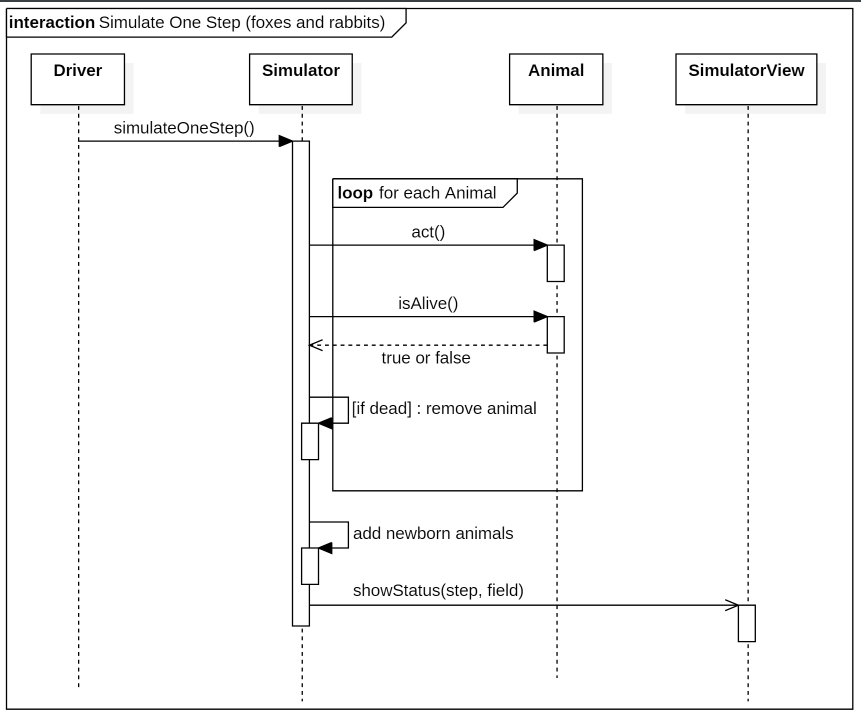 interaction Simulate One Step (foxes and rabbits)
Driver
Simulator
Animal
SimulatorView
simulateOneStep()
loop for each Animal
act()
isAlive()
true or false
[if dead] : remove animal
add newborn animals
showStatus(step, field)